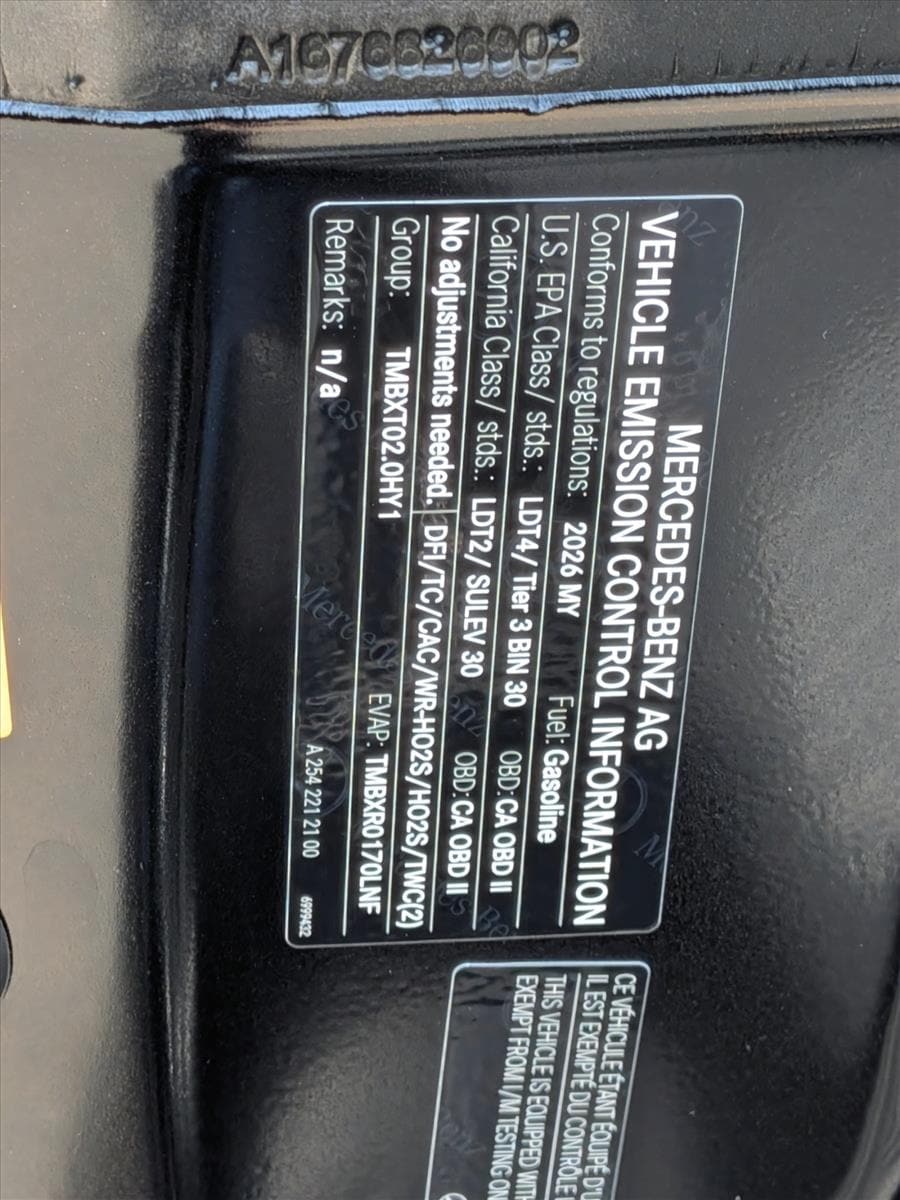 A1676826902
MERCEDES-BENZ AG
VEHICLE EMISSION CONTROL INFORMATION
Conforms to regulations: 2026 MY Fuel: Gasoline
U.S. EPA Class/ stds.: LDT4/ Tier 3 BIN 30 OBD: CA OBD II
California Class/ stds.: LDT2/ SULEV 30 OBD: CA OBD II
No adjustments needed. DFI/TC/CAC/WR-HO2S/HO2S/TWC(2)
Group: TMBXT02.0HY1 EVAP: TMBXR0170LNF
Remarks: n/a
A 254 221 21 00 6999432
CE VÉHICULE ÉTANT ÉQUIPÉ D'U
IL EST EXEMPTÉ DU CONTRÔLE
THIS VEHICLE IS EQUIPPED WITH
EXEMPT FROM I/M TESTING ON